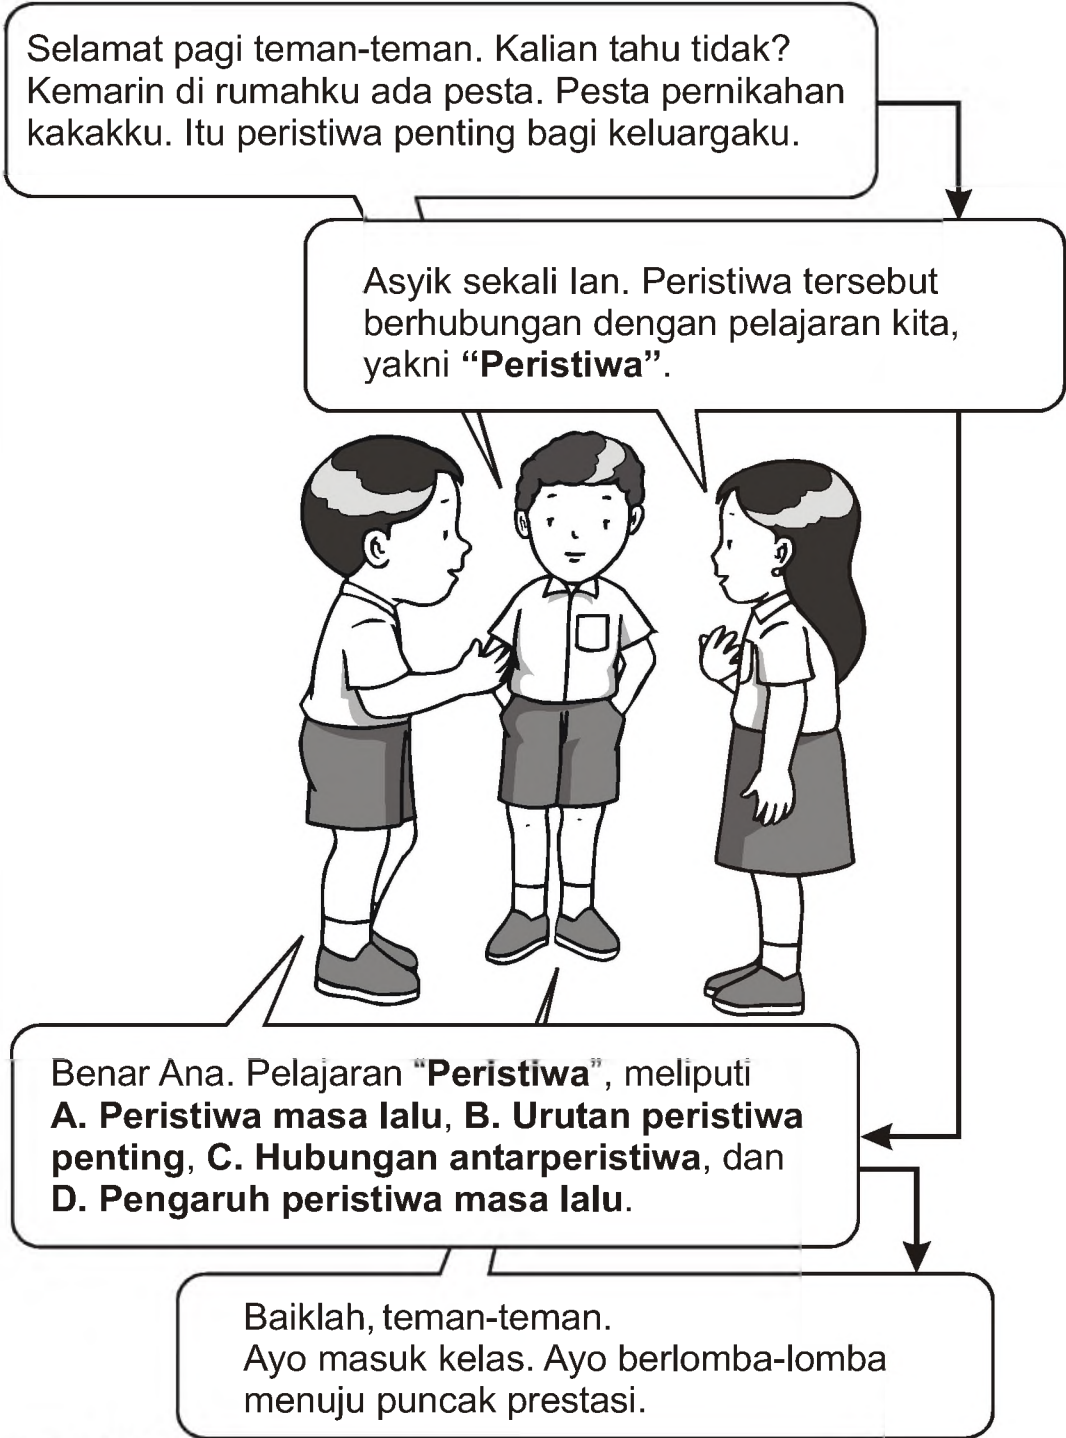 Selamat pagi teman-teman. Kalian tahu tidak?
Kemarin di rumahku ada pesta. Pesta pernikahan
kakakku. Itu peristiwa penting bagi keluargaku.
Asyik sekali Ian. Peristiwa tersebut
berhubungan dengan pelajaran kita,
yakni “Peristiwa”.
Benar Ana. Pelajaran “Peristiwa”, meliputi
A. Peristiwa masa lalu, B. Urutan peristiwa
penting, C. Hubungan antarperistiwa, dan
D. Pengaruh peristiwa masa lalu.
Baiklah, teman-teman.
Ayo masuk kelas. Ayo berlomba-lomba
menuju puncak prestasi.